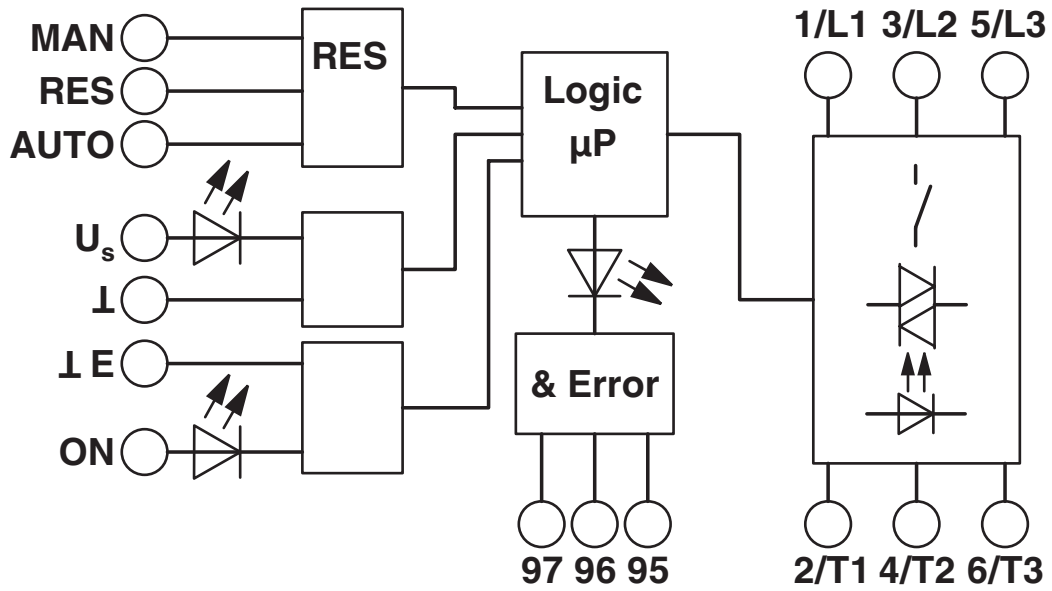 MAN
RES
AUTO
RES
Us
⊥
⊥ E
ON
Logic
µP
& Error
97 96 95
1/L1 3/L2 5/L3
2/T1 4/T2 6/T3